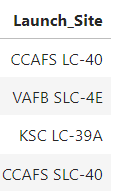 Launch_Site
CCAFS LC-40
VAFB SLC-4E
KSC LC-39A
CCAFS SLC-40